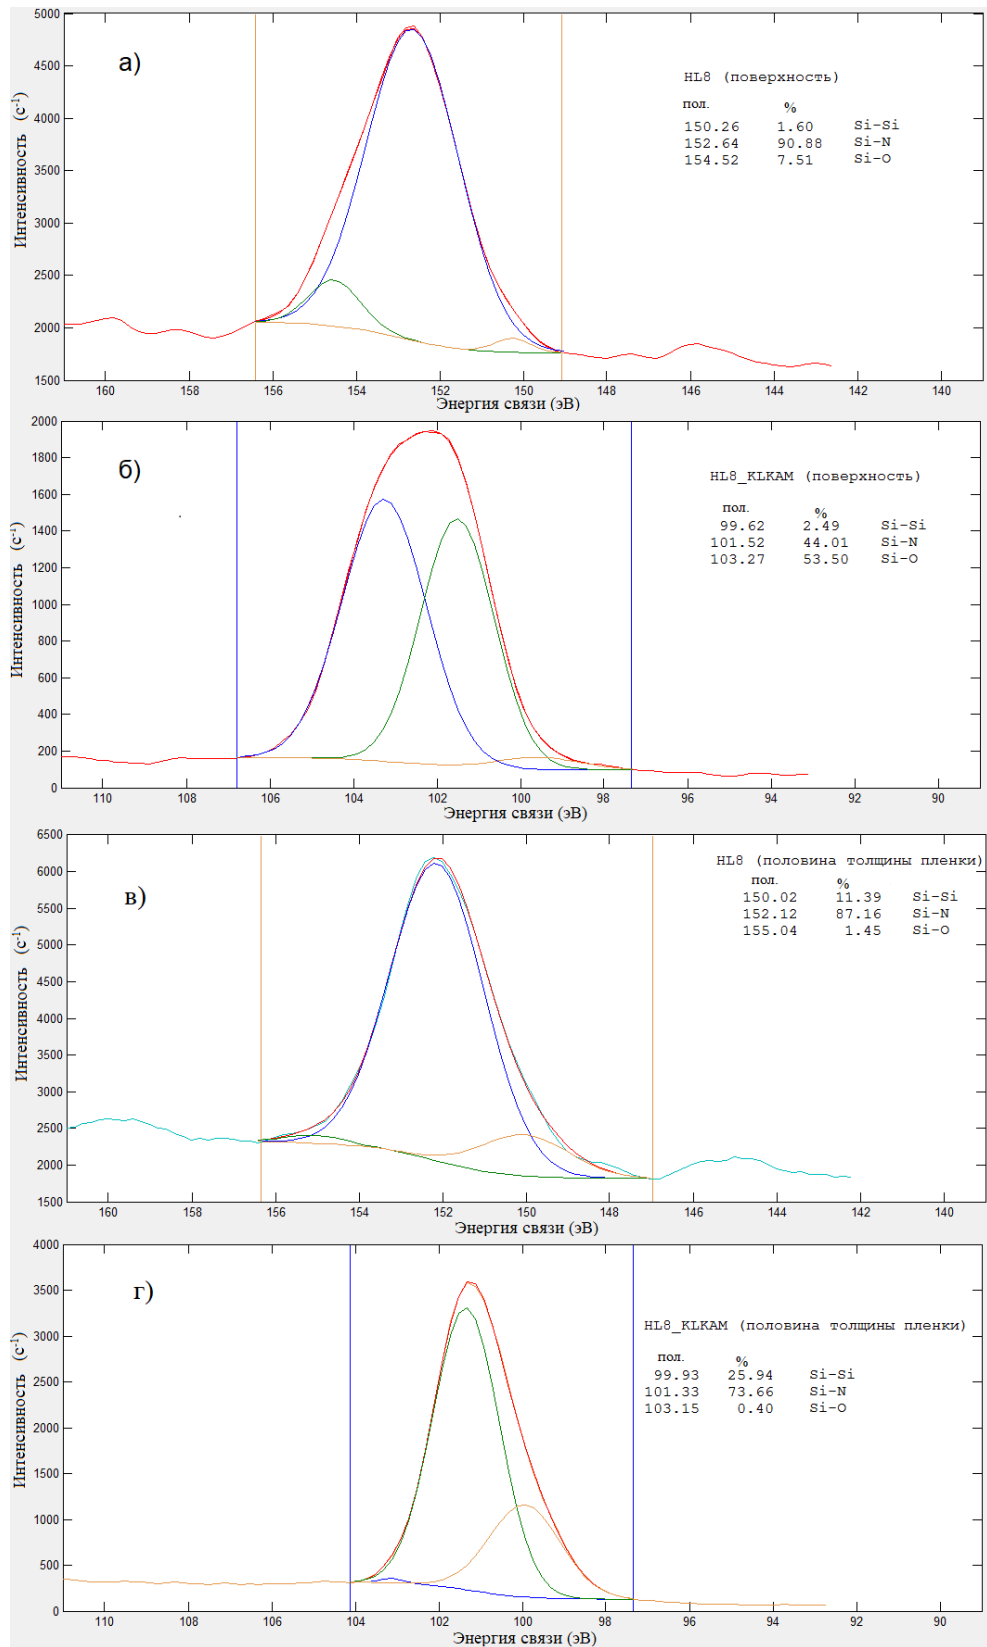 а)
Интенсивность (с⁻¹)
5000
4500
4000
3500
3000
2500
2000
1500
HL8 (поверхность)
пол. %
150.26 1.60 Si-Si
152.64 90.88 Si-N
154.52 7.51 Si-O
160 158 156 154 152 150 148 146 144 142 140
Энергия связи (эВ)
б)
Интенсивность (с⁻¹)
2000
1800
1600
1400
1200
1000
800
600
400
200
0
HL8_KLKAM (поверхность)
пол. %
99.62 2.49 Si-Si
101.52 44.01 Si-N
103.27 53.50 Si-O
110 108 106 104 102 100 98 96 94 92 90
Энергия связи (эВ)
в)
Интенсивность (с⁻¹)
6500
6000
5500
5000
4500
4000
3500
3000
2500
2000
1500
HL8 (половина толщины пленки)
пол. %
150.02 11.39 Si-Si
152.12 87.16 Si-N
155.04 1.45 Si-O
160 158 156 154 152 150 148 146 144 142 140
Энергия связи (эВ)
г)
Интенсивность (с⁻¹)
4000
3500
3000
2500
2000
1500
1000
500
0
HL8_KLKAM (половина толщины пленки)
пол. %
99.93 25.94 Si-Si
101.33 73.66 Si-N
103.15 0.40 Si-O
110 108 106 104 102 100 98 96 94 92 90
Энергия связи (эВ)